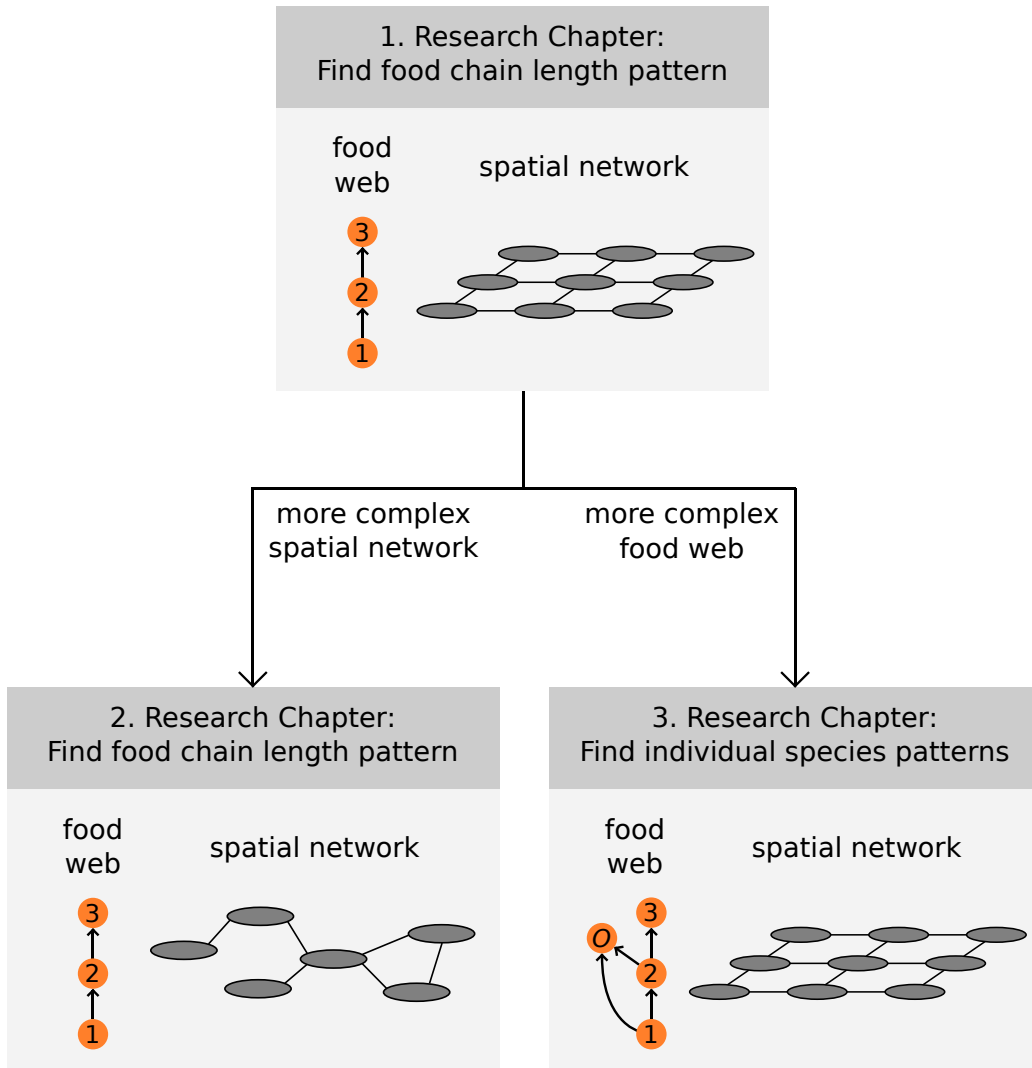 1. Research Chapter:
Find food chain length pattern
food
web
spatial network
3
2
1
more complex
spatial network
more complex
food web
2. Research Chapter:
Find food chain length pattern
food
web
spatial network
3
2
1
3. Research Chapter:
Find individual species patterns
food
web
spatial network
3
O
2
1